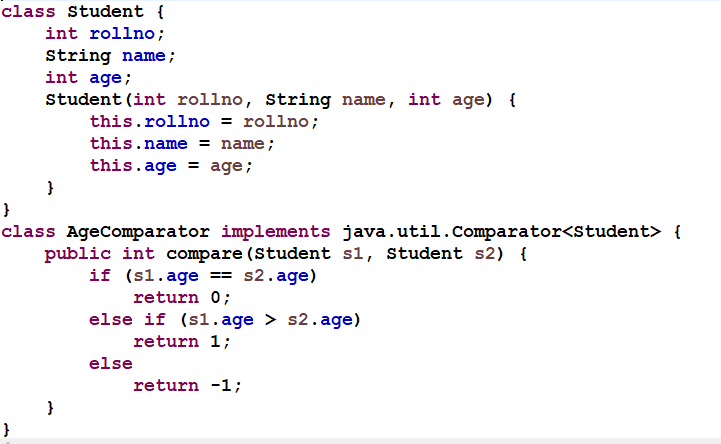 class Student {
    int rollno;
    String name;
    int age;
    Student(int rollno, String name, int age) {
        this.rollno = rollno;
        this.name = name;
        this.age = age;
    }
}
class AgeComparator implements java.util.Comparator<Student> {
    public int compare(Student s1, Student s2) {
        if (s1.age == s2.age)
            return 0;
        else if (s1.age > s2.age)
            return 1;
        else
            return -1;
    }
}